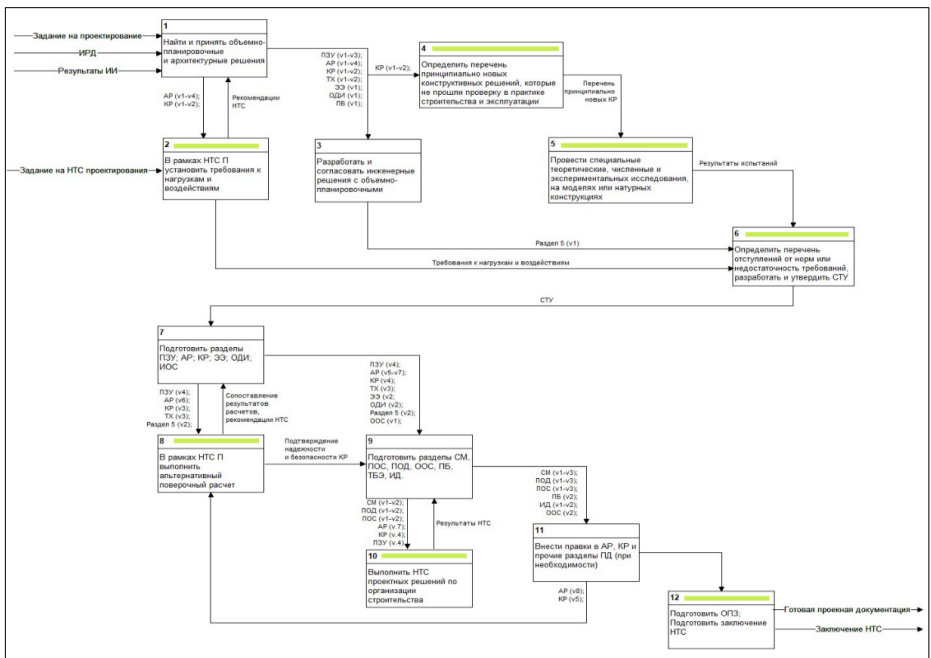 Задание на проектирование
ИРД
Результаты ИИ
1
Найти и принять объемно-
планировочные
и архитектурные решения
АР (v1-v4);
КР (v1-v2);
Рекомендации
НТС
ПЗУ (v1-v3);
АР (v1-v4);
КР (v1-v2);
ТХ (v1-v2);
ЭЭ (v1);
ОДИ (v1);
ПБ (v1);
КР (v1-v2);
4
Определить перечень
принципиально новых
конструктивных решений, которые
не прошли проверку в практике
строительства и эксплуатации
Перечень
принципиально
новых КР
Задание на НТС проектирования
2
В рамках НТС П
установить требования к
нагрузкам и
воздействиям
3
Разработать и
согласовать инженерные
решения с объемно-
планировочными
5
Провести специальные
теоретические, численные и
экспериментальных исследования,
на моделях или натурных
конструкциях
Результаты испытаний
6
Определить перечень
отступлений от норм или
недостаточность требований,
разработать и утвердить СТУ
Раздел 5 (v1)
Требования к нагрузкам и воздействиям
СТУ
7
Подготовить разделы
ПЗУ; АР; КР; ЭЭ; ОДИ;
ИОС
ПЗУ (v4);
АР (v6);
КР (v3);
ТХ (v3);
Раздел 5 (v2);
Сопоставление
результатов
расчетов,
рекомендации НТС
ПЗУ (v4);
АР (v5-v7);
КР (v4);
ТХ (v3);
ЭЭ (v2;
ОДИ (v2);
Раздел 5 (v2);
ООС (v1);
8
В рамках НТС П
выполнить
альтернативный
поверочный расчет
Подтверждение
надежности
и безопасности КР
9
Подготовить разделы СМ,
ПОС, ПОД, ООС, ПБ,
ТБЭ, ИД.
СМ (v1-v2);
ПОД (v1-v2);
ПОС (v1-v2);
АР (v.7);
КР (v.4);
ПЗУ (v.4)
Результаты НТС
СМ (v1-v3);
ПОД (v1-v3);
ПОС (v1-v3);
ПБ (v2);
ИД (v1-v2);
ООС (v2);
10
Выполнить НТС
проектных решений по
организации
строительства
11
Внести правки в АР, КР и
прочие разделы ПД (при
необходимости)
АР (v8);
КР (v5);
12
Подготовить ОПЗ;
Подготовить заключение
НТС
Готовая проекная документация
Заключение НТС